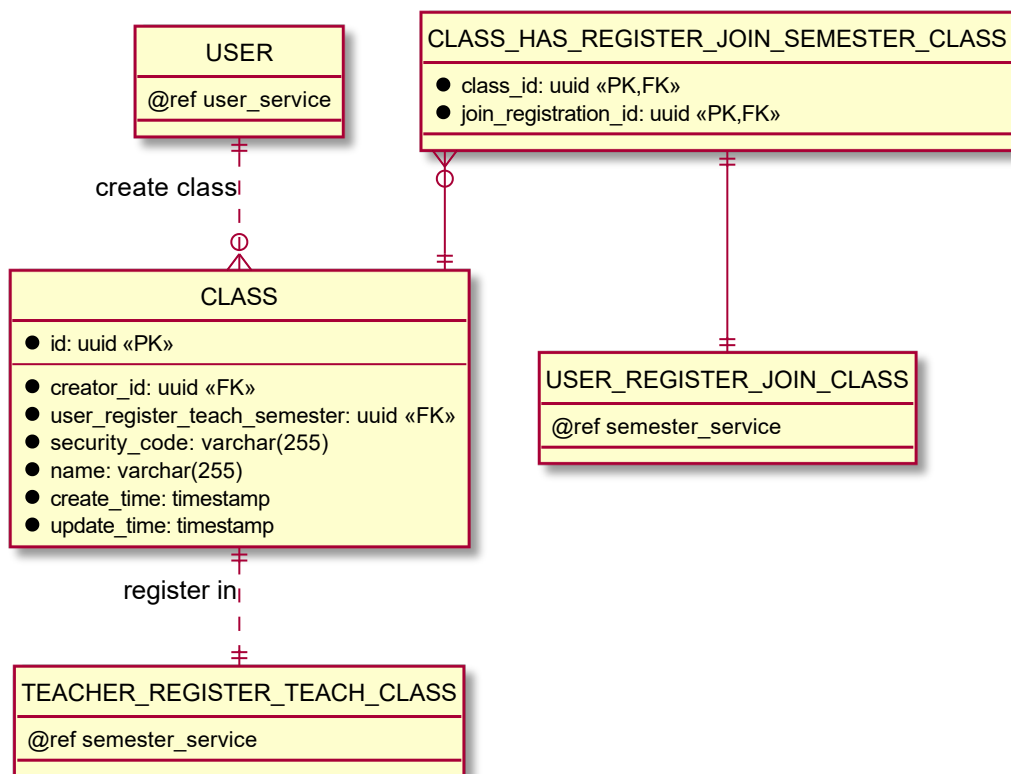 USER
@ref user_service
CLASS_HAS_REGISTER_JOIN_SEMESTER_CLASS
class_id: uuid «PK,FK»
join_registration_id: uuid «PK,FK»
create class
CLASS
id: uuid «PK»
creator_id: uuid «FK»
user_register_teach_semester: uuid «FK»
security_code: varchar(255)
name: varchar(255)
create_time: timestamp
update_time: timestamp
USER_REGISTER_JOIN_CLASS
@ref semester_service
register in
TEACHER_REGISTER_TEACH_CLASS
@ref semester_service